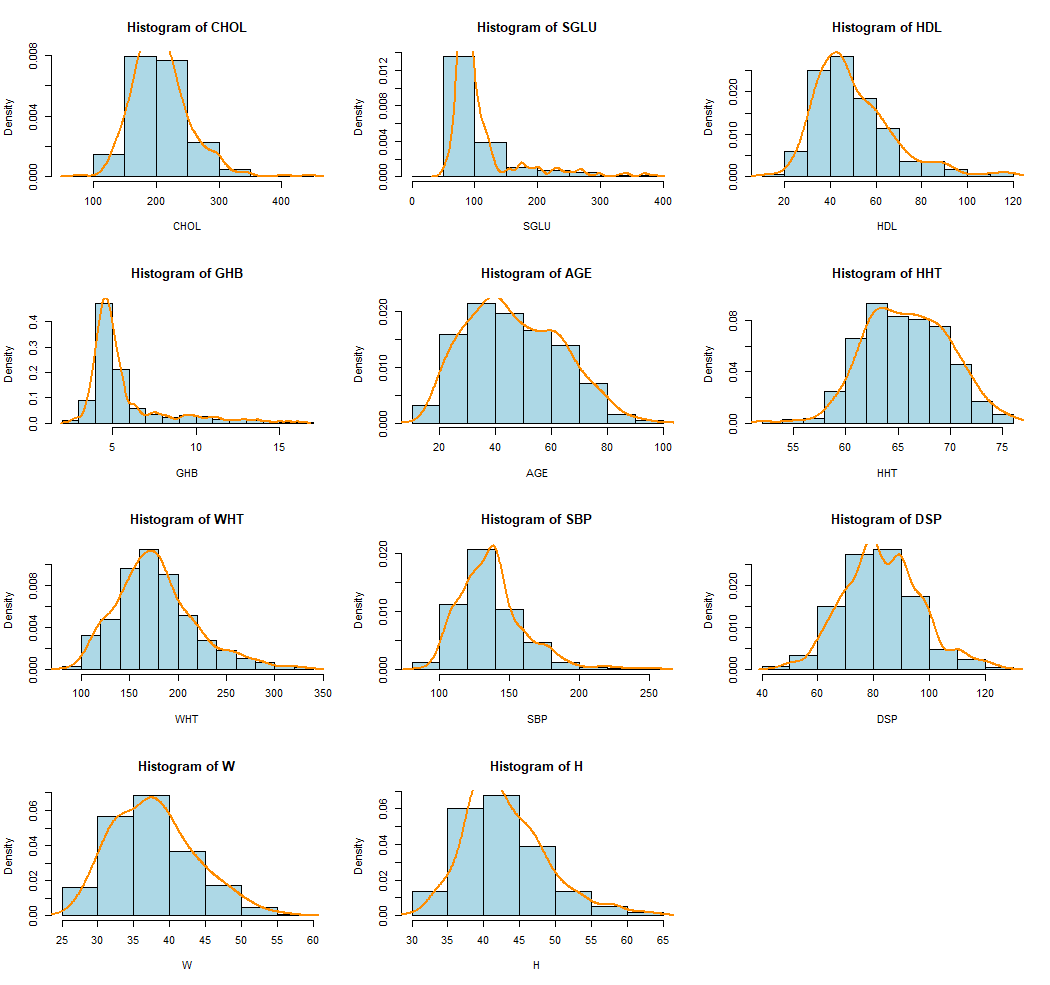 Histogram of CHOL
Density
0.000 0.004 0.008
100 200 300 400
CHOL
Histogram of SGLU
Density
0.000 0.004 0.008 0.012
0 100 200 300 400
SGLU
Histogram of HDL
Density
0.000 0.010 0.020
20 40 60 80 100 120
HDL
Histogram of GHB
Density
0.0 0.1 0.2 0.3 0.4
5 10 15
GHB
Histogram of AGE
Density
0.000 0.010 0.020
20 40 60 80 100
AGE
Histogram of HHT
Density
0.00 0.04 0.08
55 60 65 70 75
HHT
Histogram of WHT
Density
0.000 0.004 0.008
100 150 200 250 300 350
WHT
Histogram of SBP
Density
0.000 0.010 0.020
100 150 200 250
SBP
Histogram of DSP
Density
0.000 0.010 0.020
40 60 80 100 120
DSP
Histogram of W
Density
0.00 0.02 0.04 0.06
25 30 35 40 45 50 55 60
W
Histogram of H
Density
0.00 0.02 0.04 0.06
30 35 40 45 50 55 60 65
H